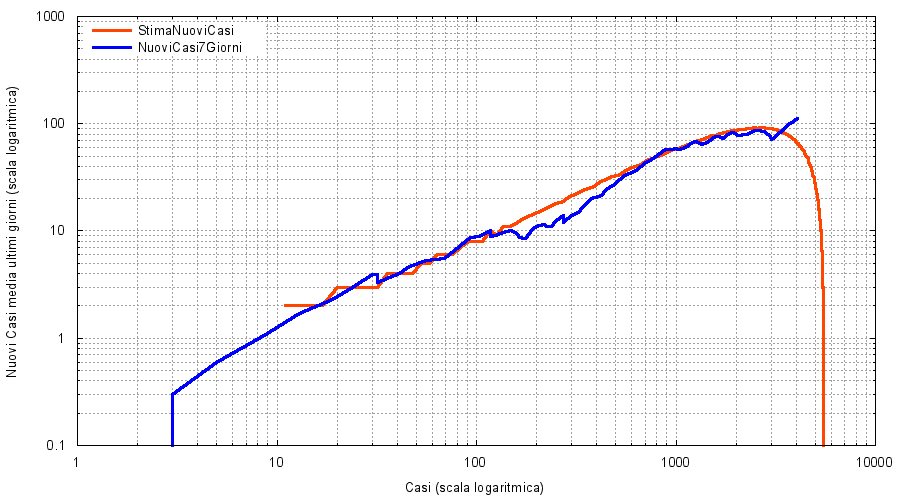 1000
StimaNuoviCasi
NuoviCasi7Giorni
100
10
1
0.1
Nuovi Casi media ultimi giorni (scala logaritmica)
1
10
100
1000
10000
Casi (scala logaritmica)